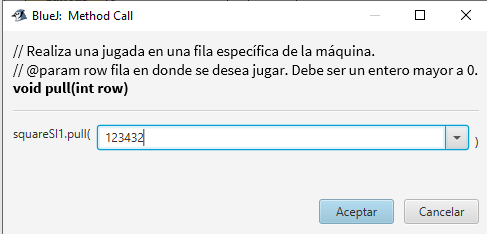 BlueJ: Method Call
// Realiza una jugada en una fila específica de la máquina.
// @param row fila en donde se desea jugar. Debe ser un entero mayor a 0.
void pull(int row)
squareSl1.pull( 123432 )
Aceptar Cancelar